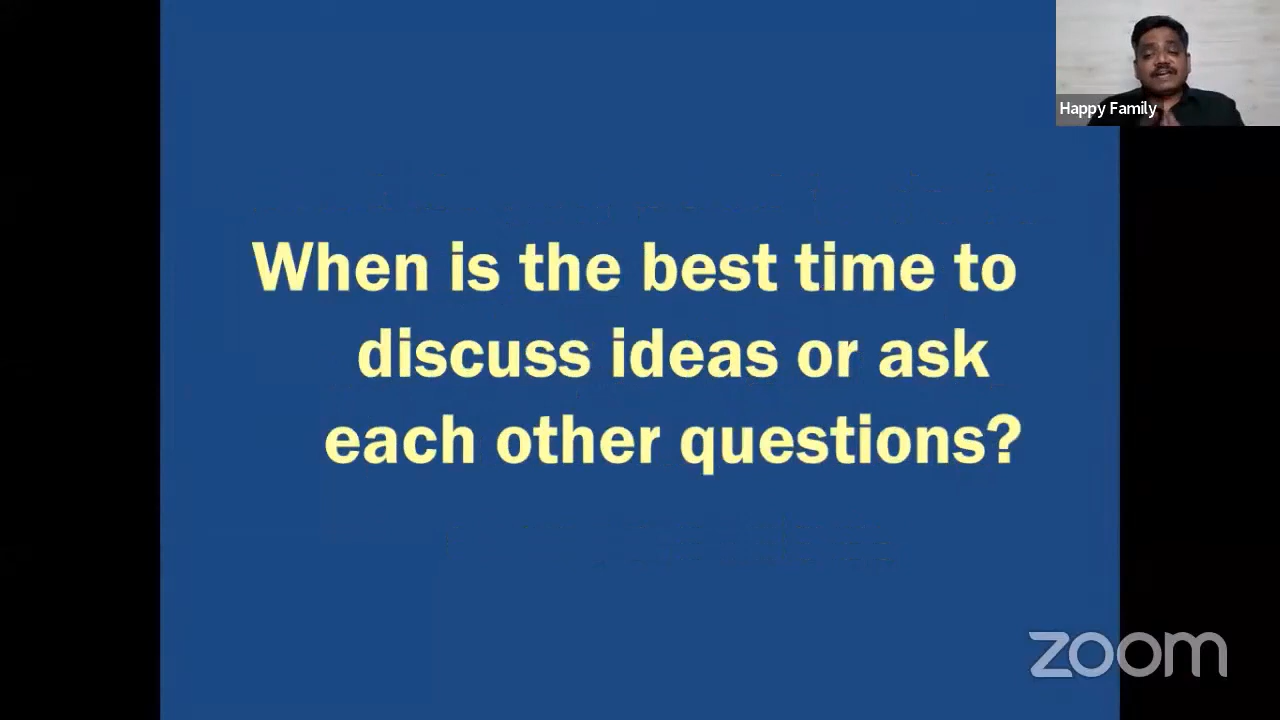 Happy Family
When is the best time to
discuss ideas or ask
each other questions?
zoom